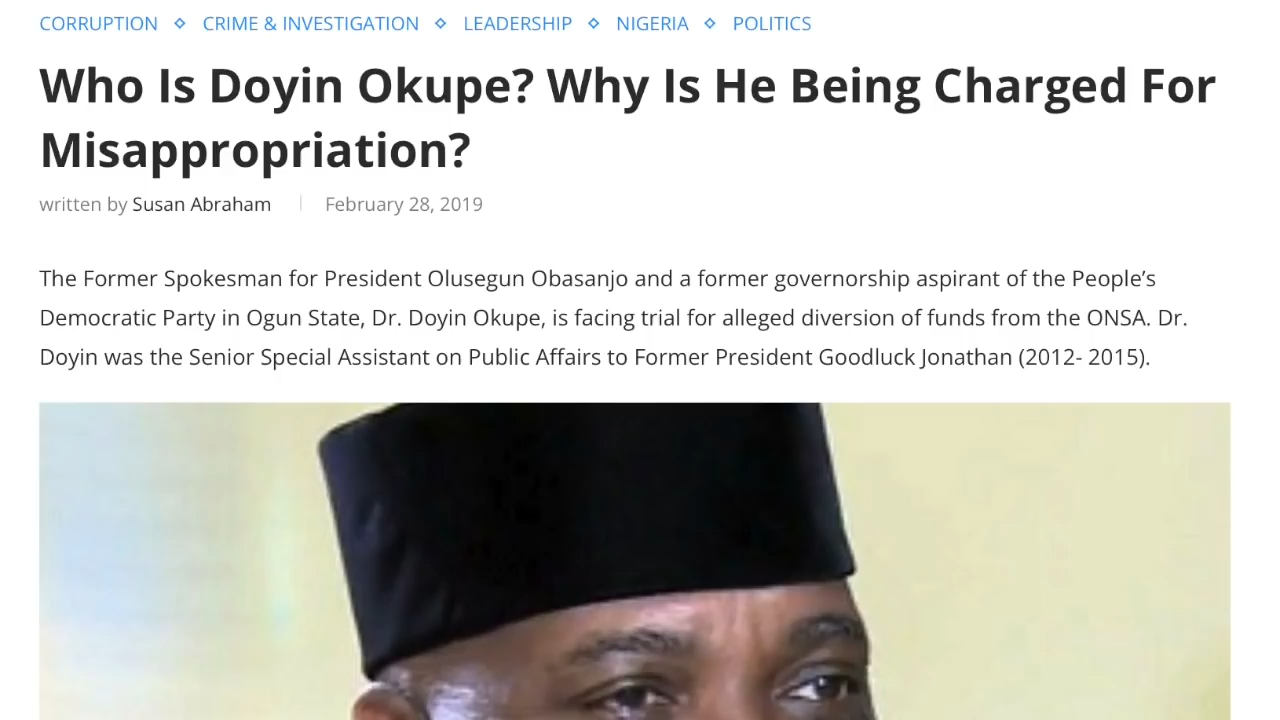 CORRUPTION ◇ CRIME & INVESTIGATION ◇ LEADERSHIP ◇ NIGERIA ◇ POLITICS
Who Is Doyin Okupe? Why Is He Being Charged For
Misappropriation?
written by Susan Abraham | February 28, 2019
The Former Spokesman for President Olusegun Obasanjo and a former governorship aspirant of the People’s
Democratic Party in Ogun State, Dr. Doyin Okupe, is facing trial for alleged diversion of funds from the ONSA. Dr.
Doyin was the Senior Special Assistant on Public Affairs to Former President Goodluck Jonathan (2012- 2015).